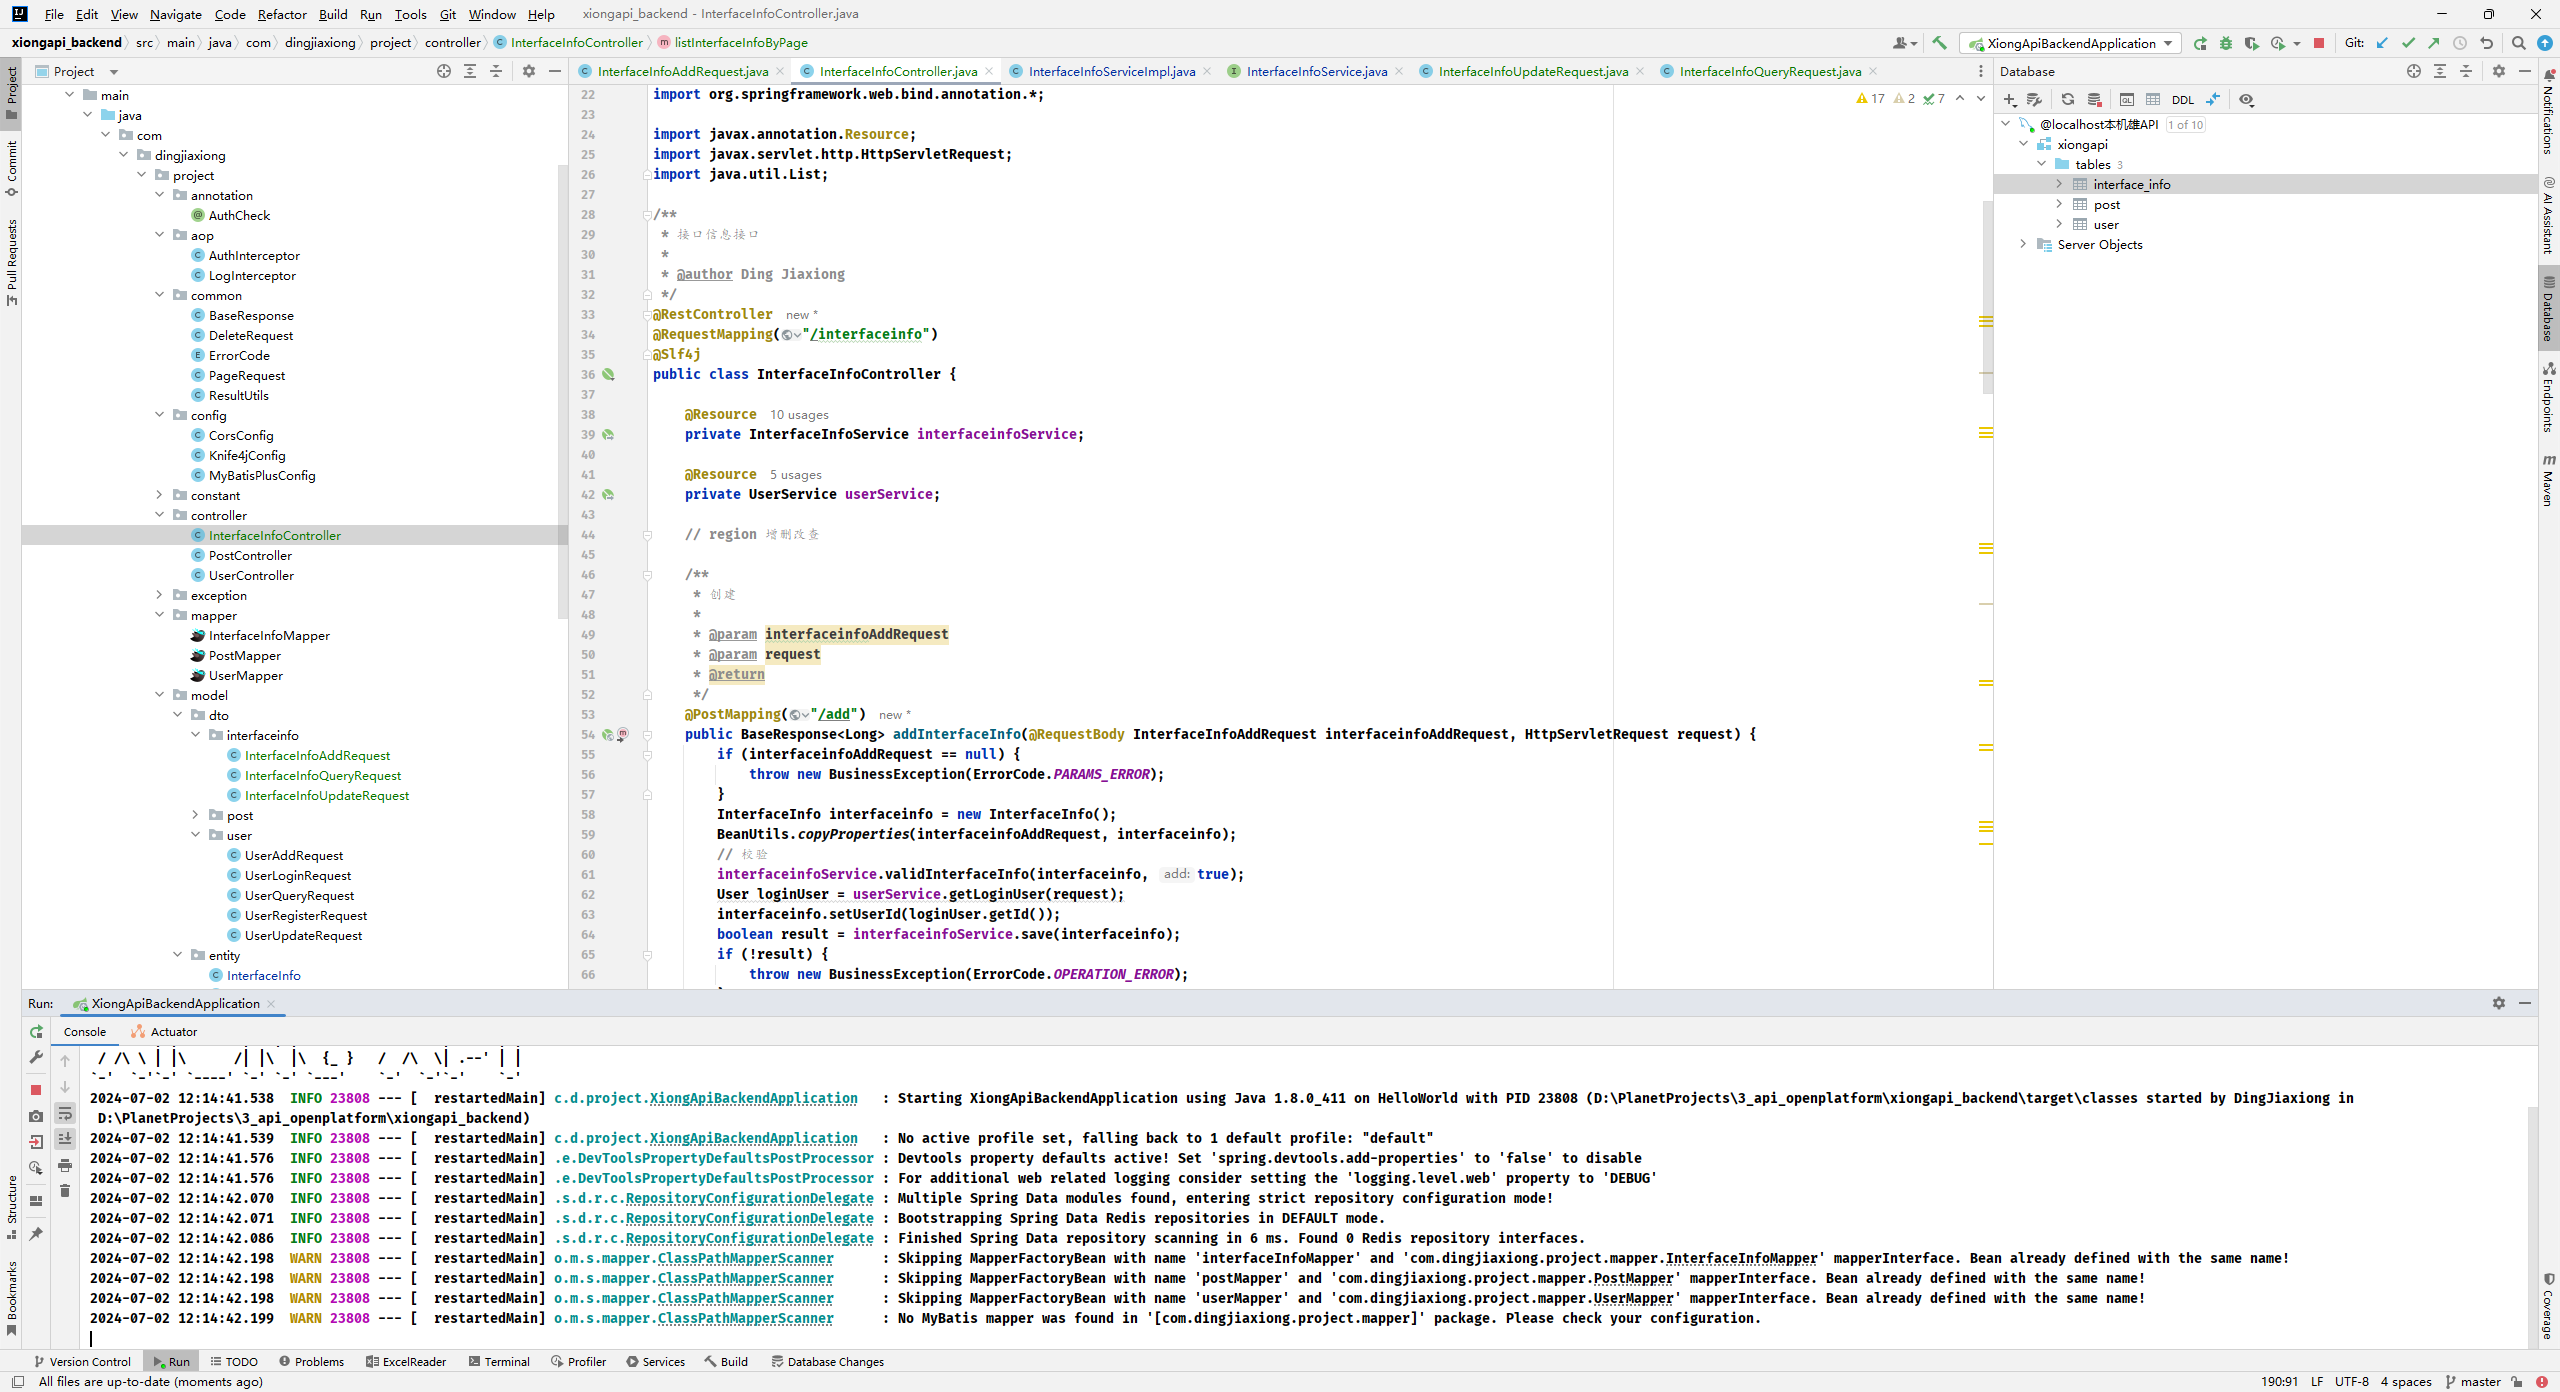 File Edit View Navigate Code Refactor Build Run Tools Git Window Help xiongapi_backend - InterfaceInfoController.java
xiongapi_backend src main java com dingjiaxiong project controller InterfaceInfoController listInterfaceInfoByPage XiongApiBackendApplication Git:
Project
InterfaceInfoAddRequest.java InterfaceInfoController.java InterfaceInfoServiceImpl.java InterfaceInfoService.java InterfaceInfoUpdateRequest.java InterfaceInfoQueryRequest.java
Database
Project
Commit
Pull Requests
Structure
Bookmarks
main
java
com
dingjiaxiong
project
annotation
AuthCheck
aop
AuthInterceptor
LogInterceptor
common
BaseResponse
DeleteRequest
ErrorCode
PageRequest
ResultUtils
config
CorsConfig
Knife4jConfig
MyBatisPlusConfig
constant
controller
InterfaceInfoController
PostController
UserController
exception
mapper
InterfaceInfoMapper
PostMapper
UserMapper
model
dto
interfaceinfo
InterfaceInfoAddRequest
InterfaceInfoQueryRequest
InterfaceInfoUpdateRequest
post
user
UserAddRequest
UserLoginRequest
UserQueryRequest
UserRegisterRequest
UserUpdateRequest
entity
InterfaceInfo
17 2 7
22 import org.springframework.web.bind.annotation.*;
23
24 import javax.annotation.Resource;
25 import javax.servlet.http.HttpServletRequest;
26 import java.util.List;
27
28 /**
29 * 接口信息接口
30 *
31 * @author Ding Jiaxiong
32 */
33 @RestController new *
34 @RequestMapping("/interfaceinfo")
35 @Slf4j
36 public class InterfaceInfoController {
37
38 @Resource 10 usages
39 private InterfaceInfoService interfaceinfoService;
40
41 @Resource 5 usages
42 private UserService userService;
43
44 // region 增删改查
45
46 /**
47 * 创建
48 *
49 * @param interfaceinfoAddRequest
50 * @param request
51 * @return
52 */
53 @PostMapping("/add") new *
54 public BaseResponse<Long> addInterfaceInfo(@RequestBody InterfaceInfoAddRequest interfaceinfoAddRequest, HttpServletRequest request) {
55 if (interfaceinfoAddRequest == null) {
56 throw new BusinessException(ErrorCode.PARAMS_ERROR);
57 }
58 InterfaceInfo interfaceinfo = new InterfaceInfo();
59 BeanUtils.copyProperties(interfaceinfoAddRequest, interfaceinfo);
60 // 校验
61 interfaceinfoService.validInterfaceInfo(interfaceinfo, add: true);
62 User loginUser = userService.getLoginUser(request);
63 interfaceinfo.setUserId(loginUser.getId());
64 boolean result = interfaceinfoService.save(interfaceinfo);
65 if (!result) {
66 throw new BusinessException(ErrorCode.OPERATION_ERROR);
DDL
@localhost本机雄API 1 of 10
xiongapi
tables 3
interface_info
post
user
Server Objects
Notifications
AI Assistant
Database
Endpoints
Maven
Coverage
Run: XiongApiBackendApplication
Console Actuator
/ /\ \ | |\      /| |\  |\  {_ }   /  /\  \| .--' | |
`-'  `-'`-' `----' `-' `-' `---'    `-'  `-'`-'    `-'
2024-07-02 12:14:41.538 INFO 23808 --- [ restartedMain] c.d.project.XiongApiBackendApplication : Starting XiongApiBackendApplication using Java 1.8.0_411 on HelloWorld with PID 23808 (D:\PlanetProjects\3_api_openplatform\xiongapi_backend\target\classes started by DingJiaxiong in
D:\PlanetProjects\3_api_openplatform\xiongapi_backend)
2024-07-02 12:14:41.539 INFO 23808 --- [ restartedMain] c.d.project.XiongApiBackendApplication : No active profile set, falling back to 1 default profile: "default"
2024-07-02 12:14:41.576 INFO 23808 --- [ restartedMain] .e.DevToolsPropertyDefaultsPostProcessor : Devtools property defaults active! Set 'spring.devtools.add-properties' to 'false' to disable
2024-07-02 12:14:41.576 INFO 23808 --- [ restartedMain] .e.DevToolsPropertyDefaultsPostProcessor : For additional web related logging consider setting the 'logging.level.web' property to 'DEBUG'
2024-07-02 12:14:42.070 INFO 23808 --- [ restartedMain] .s.d.r.c.RepositoryConfigurationDelegate : Multiple Spring Data modules found, entering strict repository configuration mode!
2024-07-02 12:14:42.071 INFO 23808 --- [ restartedMain] .s.d.r.c.RepositoryConfigurationDelegate : Bootstrapping Spring Data Redis repositories in DEFAULT mode.
2024-07-02 12:14:42.086 INFO 23808 --- [ restartedMain] .s.d.r.c.RepositoryConfigurationDelegate : Finished Spring Data repository scanning in 6 ms. Found 0 Redis repository interfaces.
2024-07-02 12:14:42.198 WARN 23808 --- [ restartedMain] o.m.s.mapper.ClassPathMapperScanner : Skipping MapperFactoryBean with name 'interfaceInfoMapper' and 'com.dingjiaxiong.project.mapper.InterfaceInfoMapper' mapperInterface. Bean already defined with the same name!
2024-07-02 12:14:42.198 WARN 23808 --- [ restartedMain] o.m.s.mapper.ClassPathMapperScanner : Skipping MapperFactoryBean with name 'postMapper' and 'com.dingjiaxiong.project.mapper.PostMapper' mapperInterface. Bean already defined with the same name!
2024-07-02 12:14:42.198 WARN 23808 --- [ restartedMain] o.m.s.mapper.ClassPathMapperScanner : Skipping MapperFactoryBean with name 'userMapper' and 'com.dingjiaxiong.project.mapper.UserMapper' mapperInterface. Bean already defined with the same name!
2024-07-02 12:14:42.199 WARN 23808 --- [ restartedMain] o.m.s.mapper.ClassPathMapperScanner : No MyBatis mapper was found in '[com.dingjiaxiong.project.mapper]' package. Please check your configuration.
Version Control Run TODO Problems ExcelReader Terminal Profiler Services Build Database Changes
All files are up-to-date (moments ago) 190:91 LF UTF-8 4 spaces master